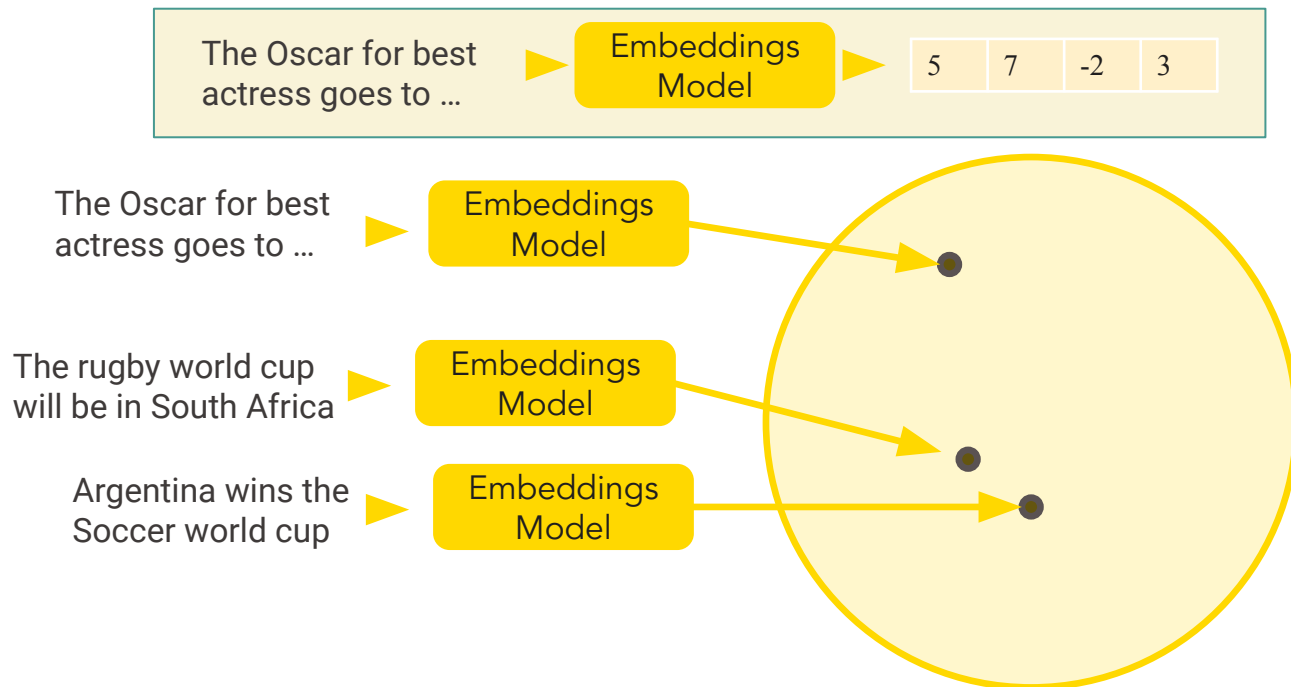 The Oscar for best
actress goes to …
Embeddings
Model
5 7 -2 3
The Oscar for best
actress goes to …
Embeddings
Model
The rugby world cup
will be in South Africa
Embeddings
Model
Argentina wins the
Soccer world cup
Embeddings
Model